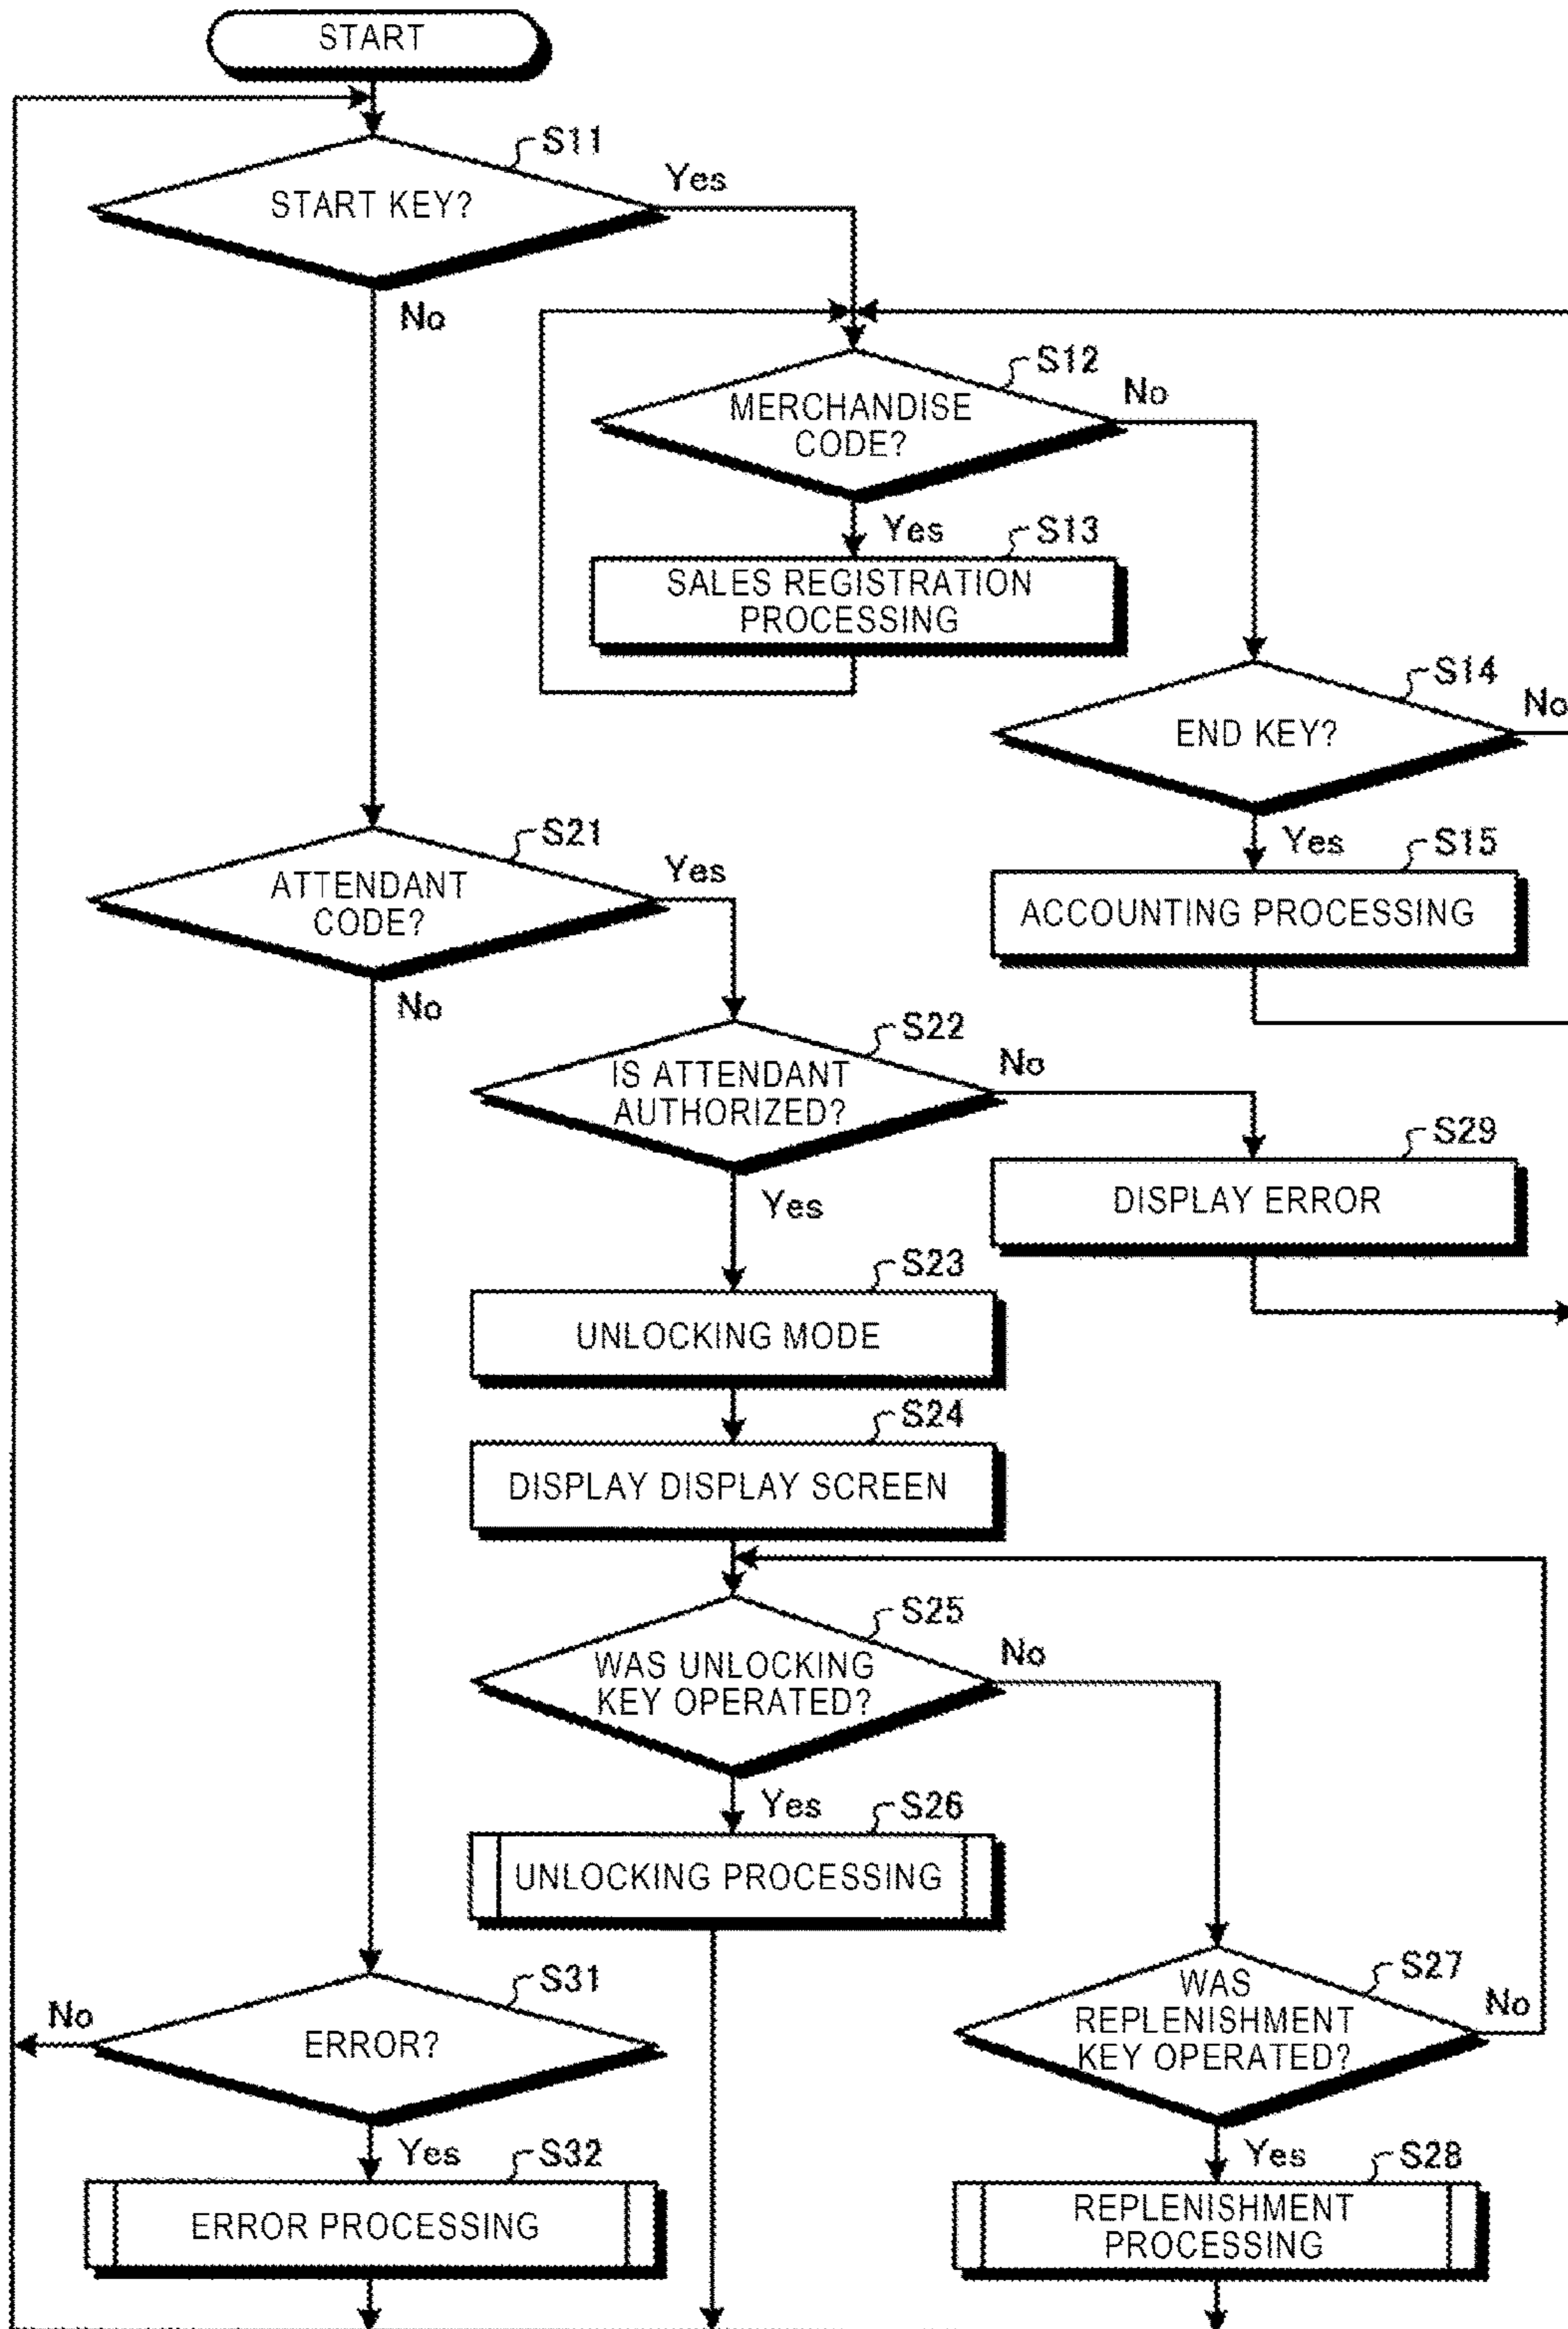 START
S11
START KEY?
Yes
No
S12
MERCHANDISE
CODE?
No
Yes
S13
SALES REGISTRATION
PROCESSING
S14
END KEY?
No
Yes
S15
ACCOUNTING PROCESSING
S21
ATTENDANT
CODE?
Yes
No
S22
IS ATTENDANT
AUTHORIZED?
No
Yes
S29
DISPLAY ERROR
S23
UNLOCKING MODE
S24
DISPLAY DISPLAY SCREEN
S25
WAS UNLOCKING
KEY OPERATED?
No
Yes
S26
UNLOCKING PROCESSING
S27
WAS
REPLENISHMENT
KEY OPERATED?
No
Yes
S28
REPLENISHMENT
PROCESSING
S31
ERROR?
No
Yes
S32
ERROR PROCESSING